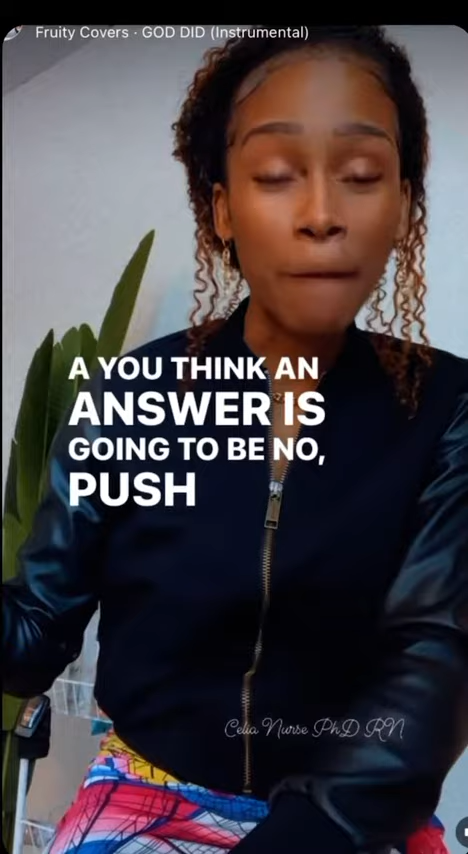 Fruity Covers · GOD DID (Instrumental)
A YOU THINK AN
ANSWER IS
GOING TO BE NO,
PUSH
Celia Nurse PhD RN